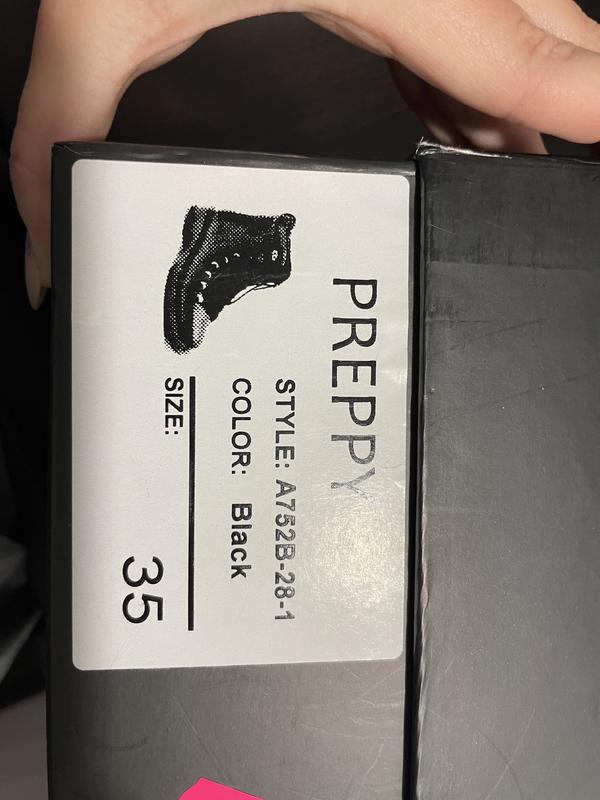 PREPPY
STYLE: A752B-28-1
COLOR: Black
SIZE:
35